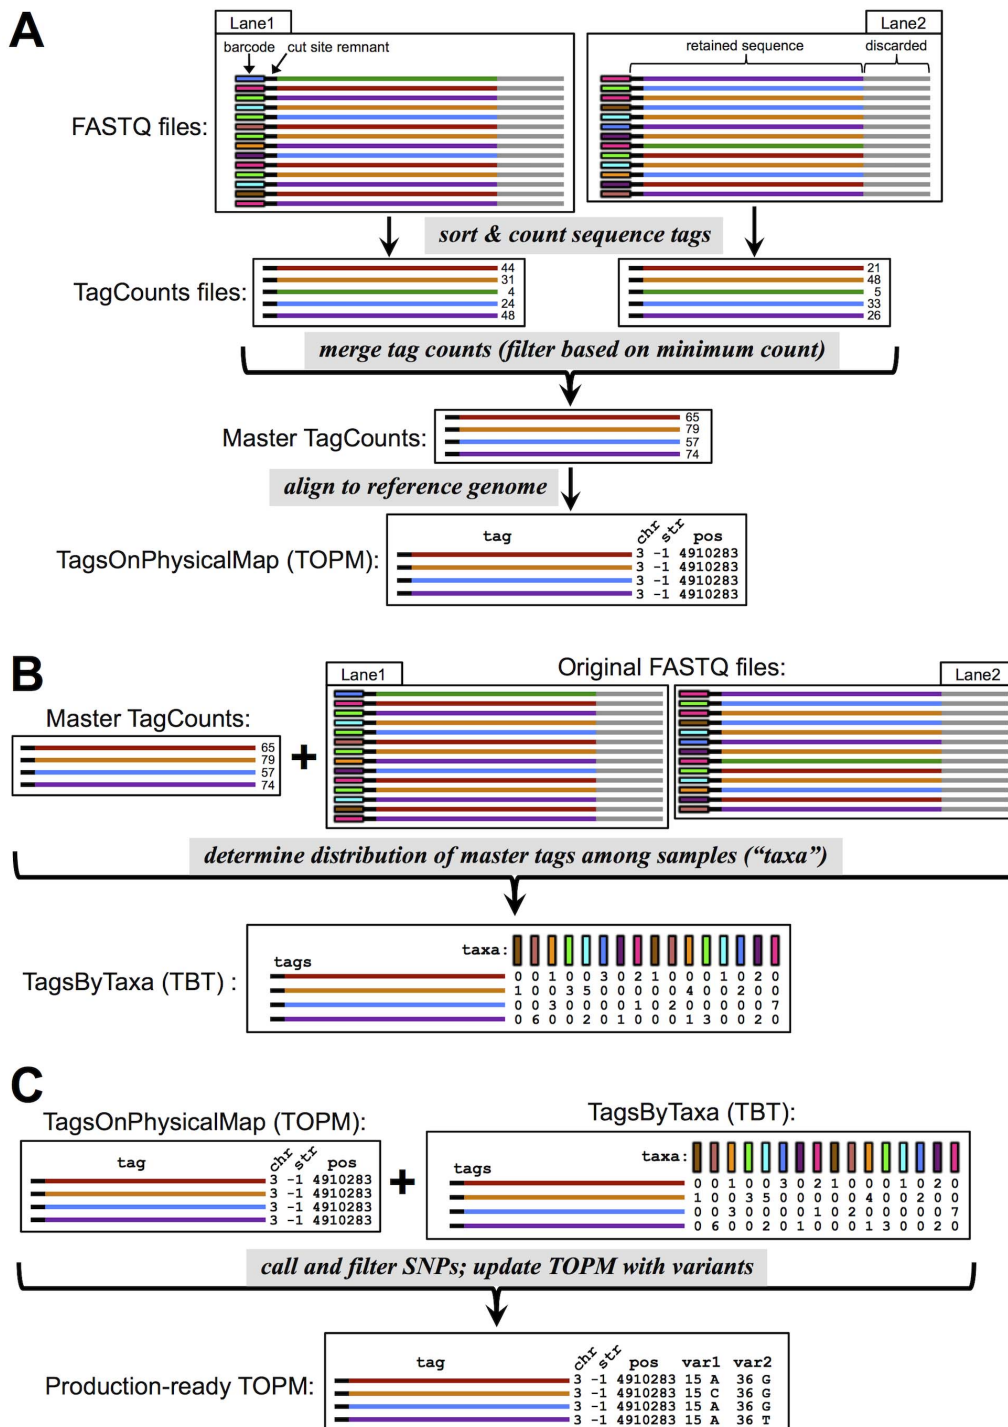 A
Lane1
Lane2
barcode
cut site remnant
retained sequence
discarded
FASTQ files:
sort & count sequence tags
TagCounts files:
44
31
4
24
48
21
48
5
33
26
merge tag counts (filter based on minimum count)
Master TagCounts:
65
79
57
74
align to reference genome
TagsOnPhysicalMap (TOPM):
tag chr str pos
3 -1 4910283
3 -1 4910283
3 -1 4910283
3 -1 4910283
B
Lane1
Original FASTQ files:
Lane2
Master TagCounts:
65
79
57
74
+
determine distribution of master tags among samples (“taxa”)
TagsByTaxa (TBT) :
taxa:
tags
0 0 1 0 0 3 0 2 1 0 0 0 1 0 2 0
1 0 0 3 5 0 0 0 0 0 4 0 0 2 0 0
0 0 3 0 0 0 0 1 0 2 0 0 0 0 0 7
0 6 0 0 2 0 1 0 0 0 1 3 0 0 2 0
C
TagsOnPhysicalMap (TOPM):
tag chr str pos
3 -1 4910283
3 -1 4910283
3 -1 4910283
3 -1 4910283
+
TagsByTaxa (TBT):
taxa:
tags
0 0 1 0 0 3 0 2 1 0 0 0 1 0 2 0
1 0 0 3 5 0 0 0 0 0 4 0 0 2 0 0
0 0 3 0 0 0 0 1 0 2 0 0 0 0 0 7
0 6 0 0 2 0 1 0 0 0 1 3 0 0 2 0
call and filter SNPs; update TOPM with variants
Production-ready TOPM:
tag chr str pos var1 var2
3 -1 4910283 15 A 36 G
3 -1 4910283 15 C 36 G
3 -1 4910283 15 A 36 G
3 -1 4910283 15 A 36 T